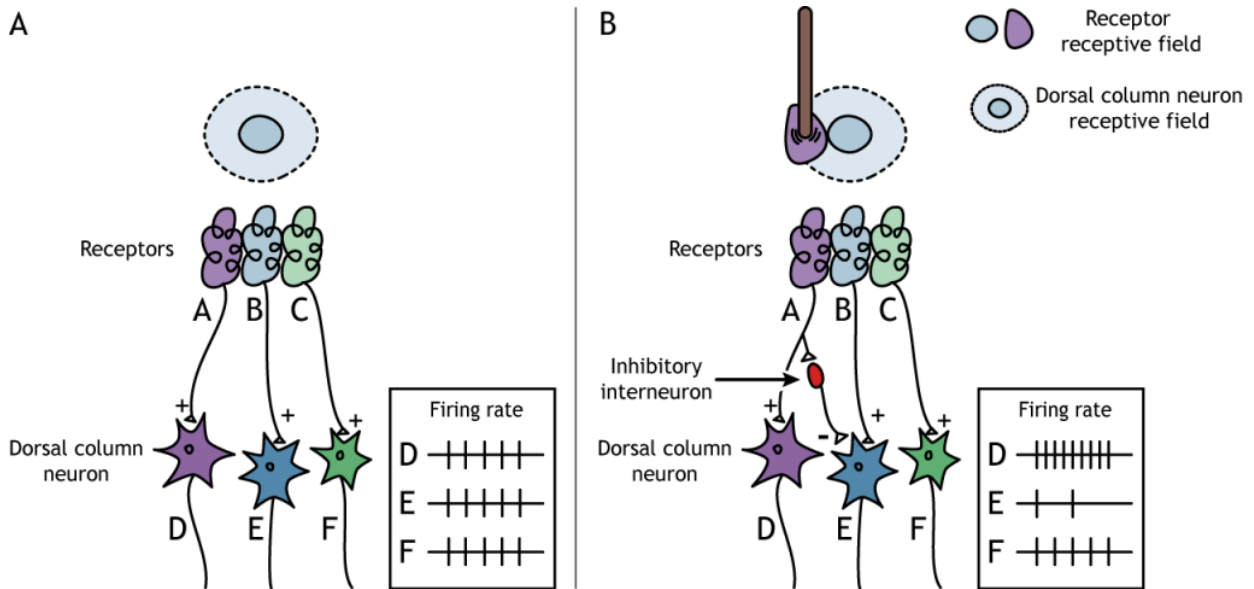 A
Receptors
A B C
+ + +
Dorsal column
neuron
D E F
Firing rate
D
E
F
B
Receptor
receptive field
Dorsal column neuron
receptive field
Receptors
A B C
Inhibitory
interneuron
+ - + +
Dorsal column
neuron
D E F
Firing rate
D
E
F